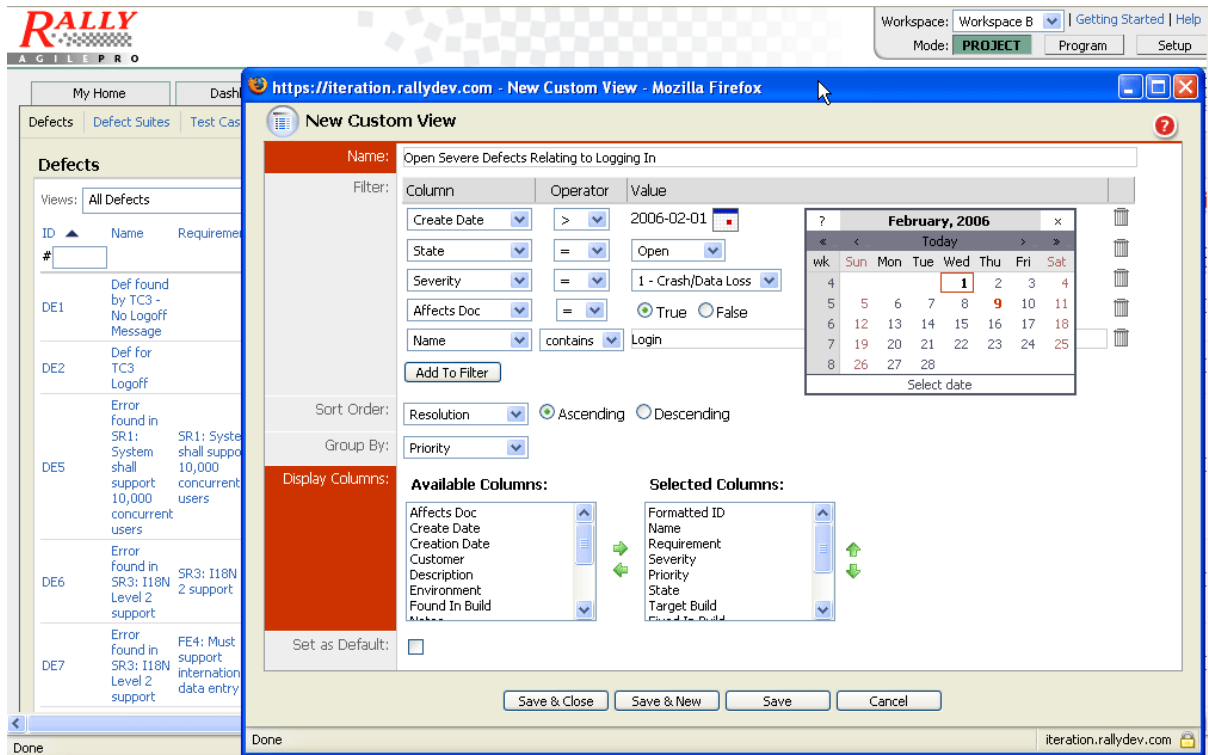 RALLY
AGILEPRO
Workspace: Workspace B | Getting Started | Help
Mode: PROJECT Program Setup
My Home
Defects Defect Suites
Defects
Views: All Defects
ID Name
#
DE1
Def found
by TC3 -
No Logoff
Message
DE2
Def for
TC3
Logoff
DE5
Error
found in
SR1:
System
shall
support
10,000
concurrent
users
SR1:
shall
10,000
concurrent
users
DE6
Error
found in
SR3: I18N
Level 2
support
SR3: I18N
2 support
DE7
Error
found in
SR3: I18N
Level 2
support
FE4: Must
support
data entry
Done
https://iteration.rallydev.com - New Custom View - Mozilla Firefox
New Custom View
?
Name: Open Severe Defects Relating to Logging In
Filter: Column Operator Value
Create Date > 2006-02-01
State = Open
Severity = 1 - Crash/Data Loss
Affects Doc = True False
Name contains Login
Add To Filter
? February, 2006 ×
« ‹ Today › »
wk Sun Mon Tue Wed Thu Fri Sat
4 1 2 3 4
5 5 6 7 8 9 10 11
6 12 13 14 15 16 17 18
7 19 20 21 22 23 24 25
8 26 27 28
Select date
Sort Order: Resolution Ascending Descending
Group By: Priority
Display Columns: Available Columns: Selected Columns:
Affects Doc
Create Date
Creation Date
Customer
Description
Environment
Found In Build
Formatted ID
Name
Requirement
Severity
Priority
State
Target Build
Set as Default:
Save & Close Save & New Save Cancel
Done iteration.rallydev.com